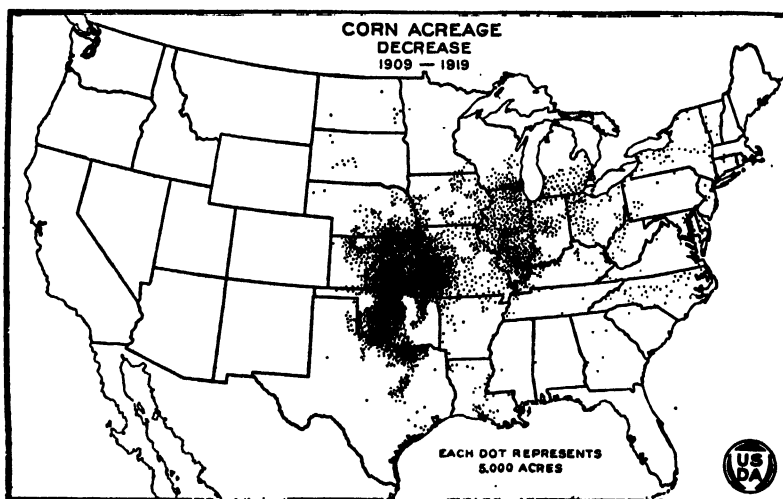 CORN ACREAGE
DECREASE
1909 — 1919
EACH DOT REPRESENTS
5,000 ACRES
US
DA